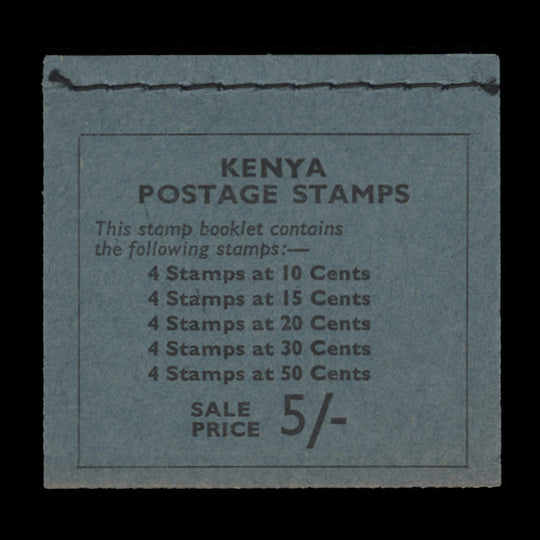 KENYA
POSTAGE STAMPS
This stamp booklet contains
the following stamps:—
4 Stamps at 10 Cents
4 Stamps at 15 Cents
4 Stamps at 20 Cents
4 Stamps at 30 Cents
4 Stamps at 50 Cents
SALE PRICE 5/-